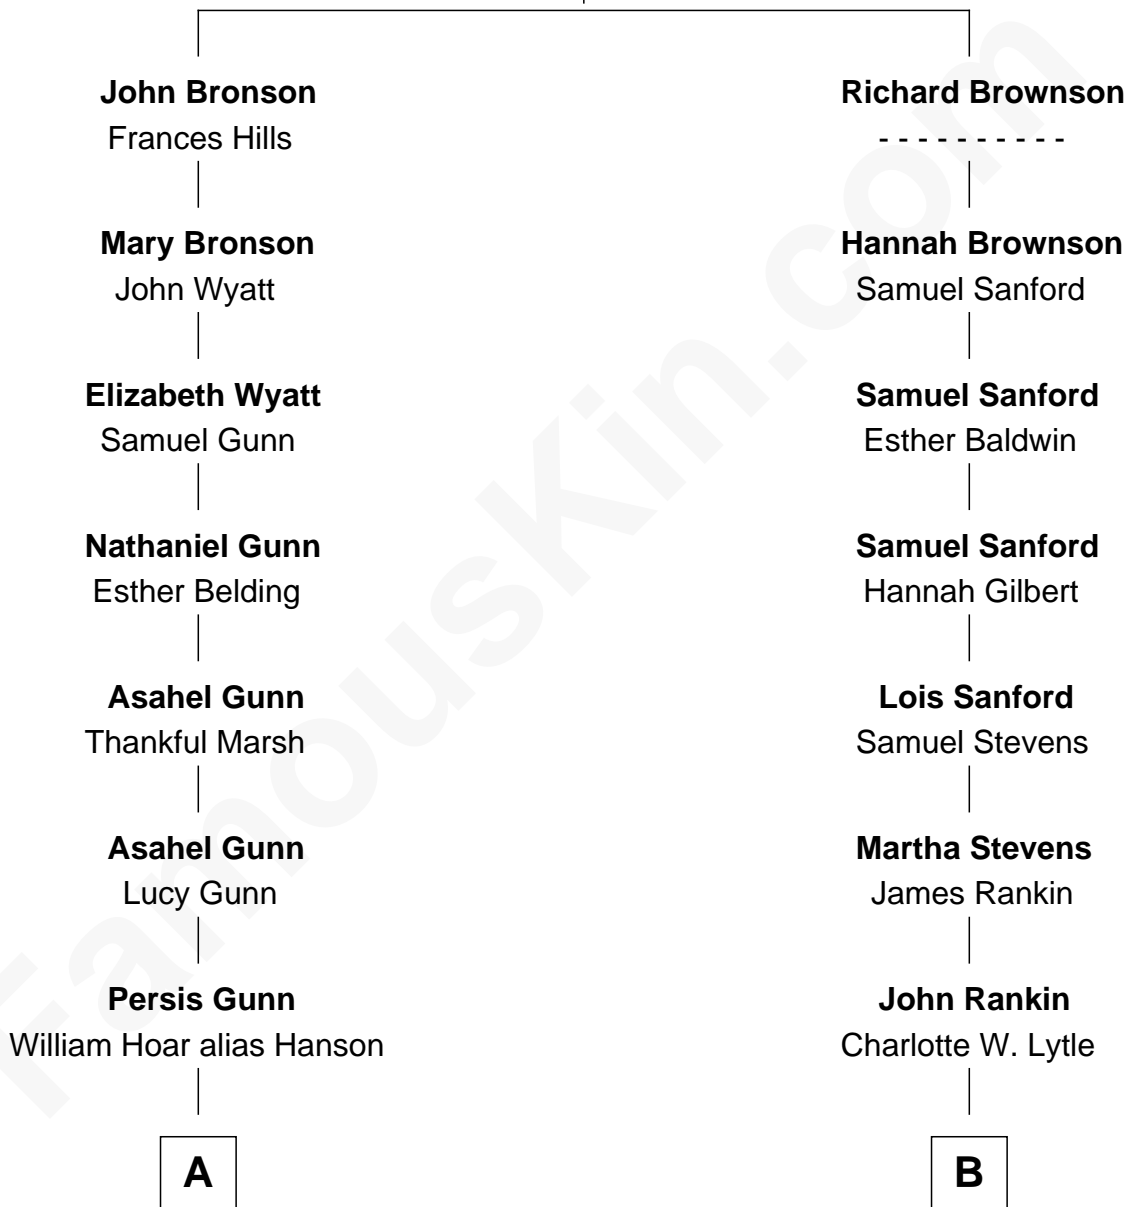 John Bronson
Frances Hills
Mary Bronson
John Wyatt
Elizabeth Wyatt
Samuel Gunn
Nathaniel Gunn
Esther Belding
Asahel Gunn
Thankful Marsh
Asahel Gunn
Lucy Gunn
Persis Gunn
William Hoar alias Hanson
A
Richard Brownson
- - - - - - - - - -
Hannah Brownson
Samuel Sanford
Samuel Sanford
Esther Baldwin
Samuel Sanford
Hannah Gilbert
Lois Sanford
Samuel Stevens
Martha Stevens
James Rankin
John Rankin
Charlotte W. Lytle
B
FamousKin.com